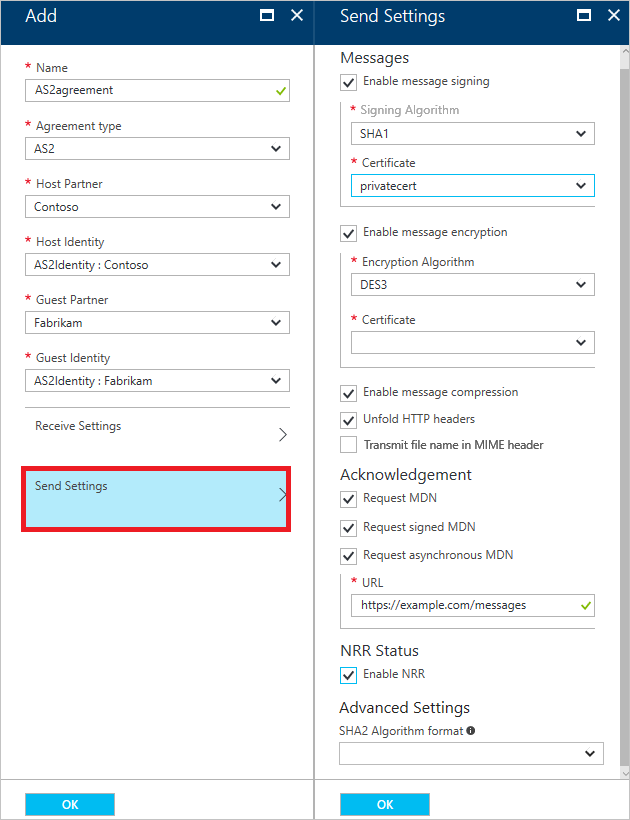 Add
* Name
AS2agreement
* Agreement type
AS2
* Host Partner
Contoso
* Host Identity
AS2Identity : Contoso
* Guest Partner
Fabrikam
* Guest Identity
AS2Identity : Fabrikam
Receive Settings
Send Settings
OK
Send Settings
Messages
Enable message signing
* Signing Algorithm
SHA1
* Certificate
privatecert
Enable message encryption
* Encryption Algorithm
DES3
* Certificate
Enable message compression
Unfold HTTP headers
Transmit file name in MIME header
Acknowledgement
Request MDN
Request signed MDN
Request asynchronous MDN
* URL
https://example.com/messages
NRR Status
Enable NRR
Advanced Settings
SHA2 Algorithm format
OK